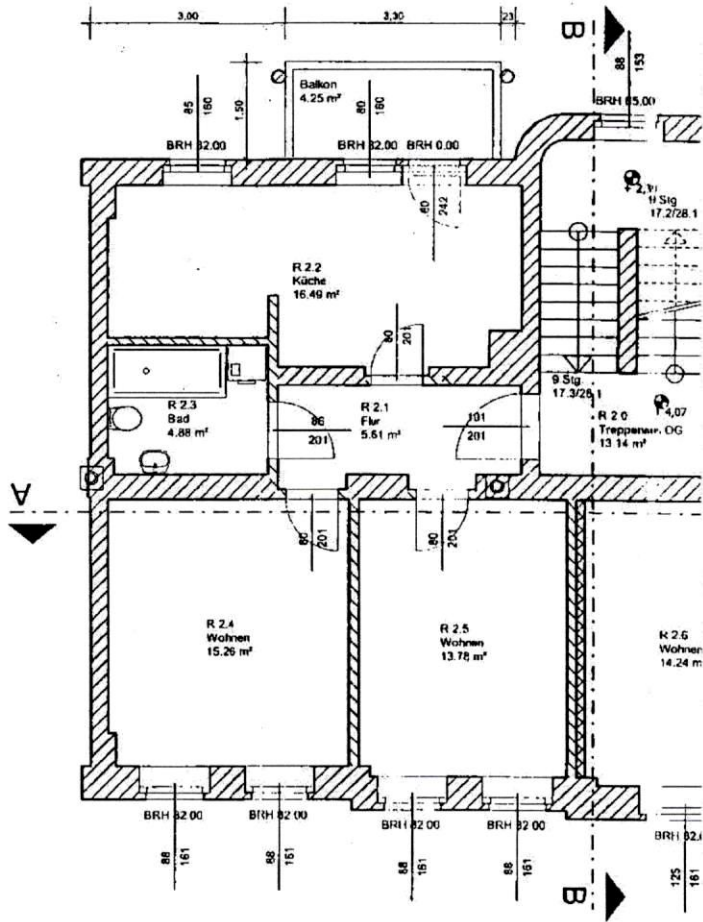 3,00
3,30
23
B
88
153
BRH 85.00
Balkon
4.25 m²
1.50
85
160
80
160
BRH 82.00
BRH 82.00
BRH 0.00
80
242
9 Stg
17.2/28.1
R 2.2
Küche
16.49 m²
80
201
R 2.3
Bad
4.88 m²
86
201
R 2.1
Flur
5.61 m²
101
201
9 Stg
17.3/28.1
4,07
R 2.0
OG
13.14 m²
A
80
201
80
201
R 2.4
Wohnen
15.26 m²
R 2.5
Wohnen
13.78 m²
R 2.6
Wohnen
14.24 m
BRH 82.00
BRH 82.00
BRH 82.00
BRH 82.00
88
161
88
161
88
161
88
161
125
161
B